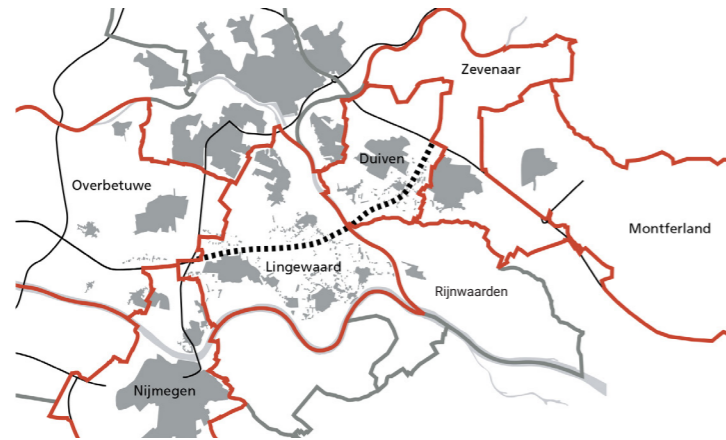 Zevenaar
Duiven
Overbetuwe
Montferland
Lingewaard
Rijnwaarden
Nijmegen